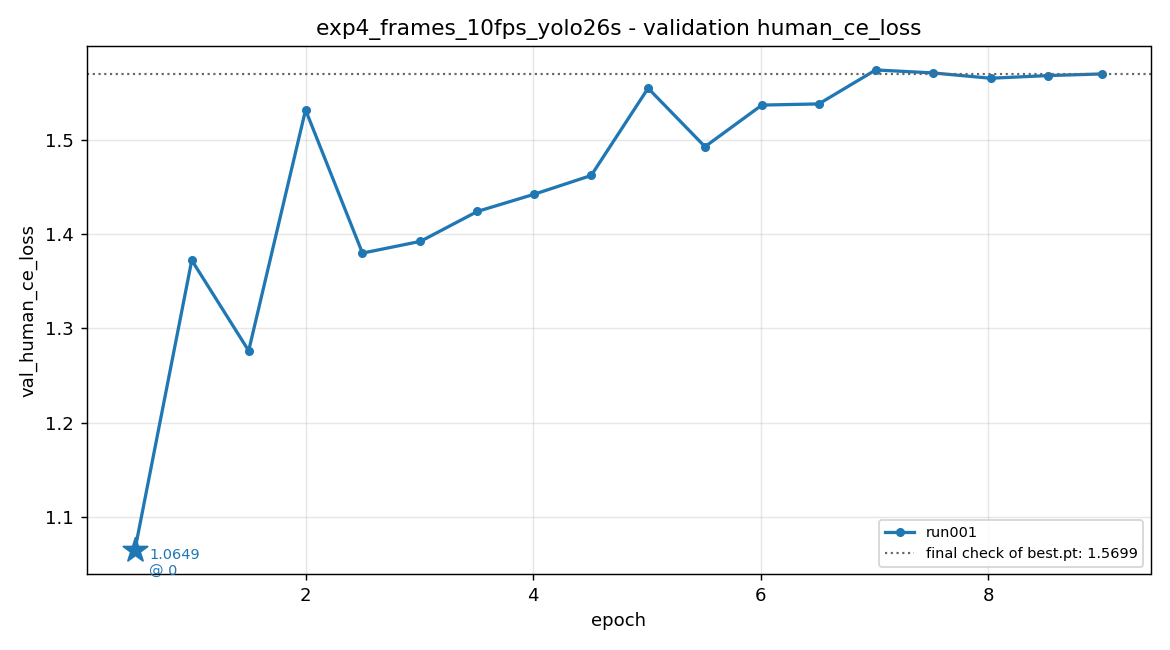 exp4_frames_10fps_yolo26s - validation human_ce_loss
val_human_ce_loss
1.5
1.4
1.3
1.2
1.1
1.0649
@ 0
run001
final check of best.pt: 1.5699
2 4 6 8
epoch